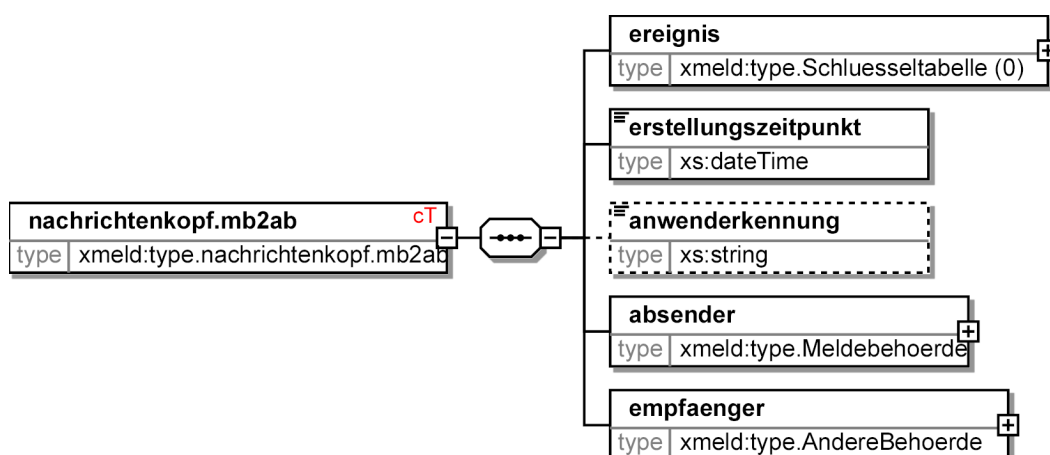 ereignis
type xmeld:type.Schluesseltabelle (0)
erstellungszeitpunkt
type xs:dateTime
nachrichtenkopf.mb2ab cT
type xmeld:type.nachrichtenkopf.mb2ab
anwenderkennung
type xs:string
absender
type xmeld:type.Meldebehoerde
empfaenger
type xmeld:type.AndereBehoerde